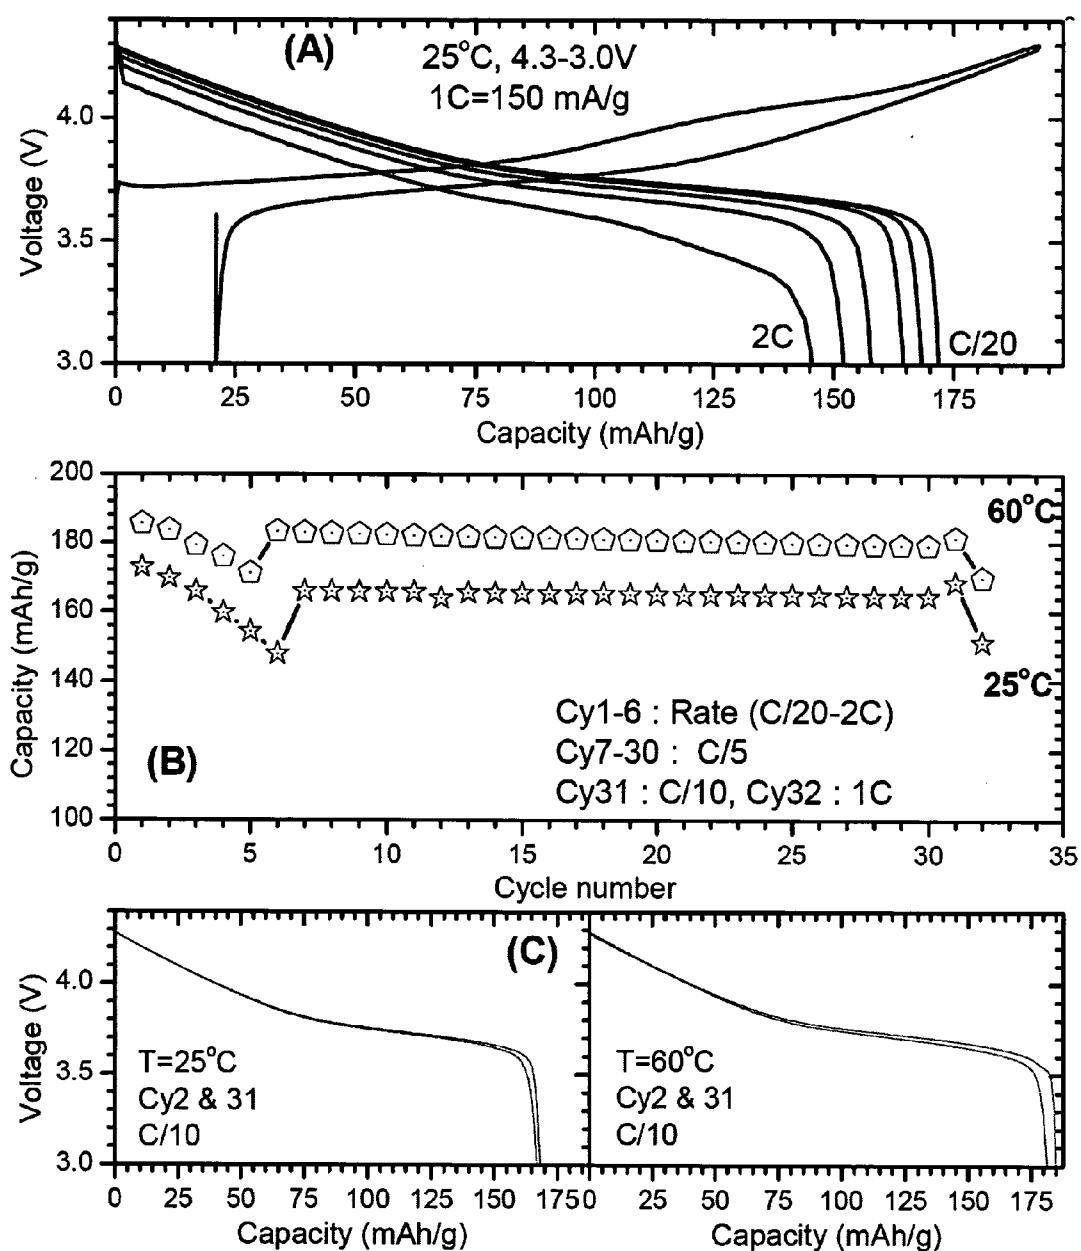 (A)
25°C, 4.3-3.0V
1C=150 mA/g
4.0
3.5
3.0
Voltage (V)
2C
C/20
0 25 50 75 100 125 150 175
Capacity (mAh/g)
200
180
160
140
120
100
Capacity (mAh/g)
60°C
25°C
Cy1-6 : Rate (C/20-2C)
(B)
Cy7-30 : C/5
Cy31 : C/10, Cy32 : 1C
0 5 10 15 20 25 30 35
Cycle number
(C)
4.0
3.5
3.0
Voltage (V)
T=25°C
Cy2 & 31
C/10
0 25 50 75 100 125 150 175
Capacity (mAh/g)
T=60°C
Cy2 & 31
C/10
0 25 50 75 100 125 150 175
Capacity (mAh/g)